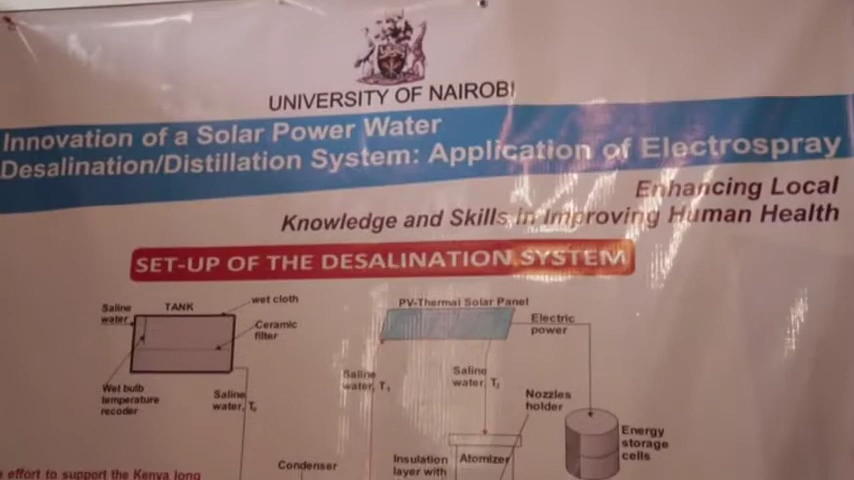 UNIVERSITY OF NAIROBI
Innovation of a Solar Power Water
Desalination/Distillation System: Application of Electrospray
Enhancing Local
Knowledge and Skills in Improving Human Health
SET-UP OF THE DESALINATION SYSTEM
Saline
water
TANK
wet cloth
Ceramic
filter
Wet bulb
temperature
recoder
Saline
water, T₀
PV-Thermal Solar Panel
Electric
power
Saline
water, T₁
Saline
water, T₂
Nozzles
holder
Energy
storage
cells
Condenser
Insulation
layer with
Atomizer
effort to support the Kenya long